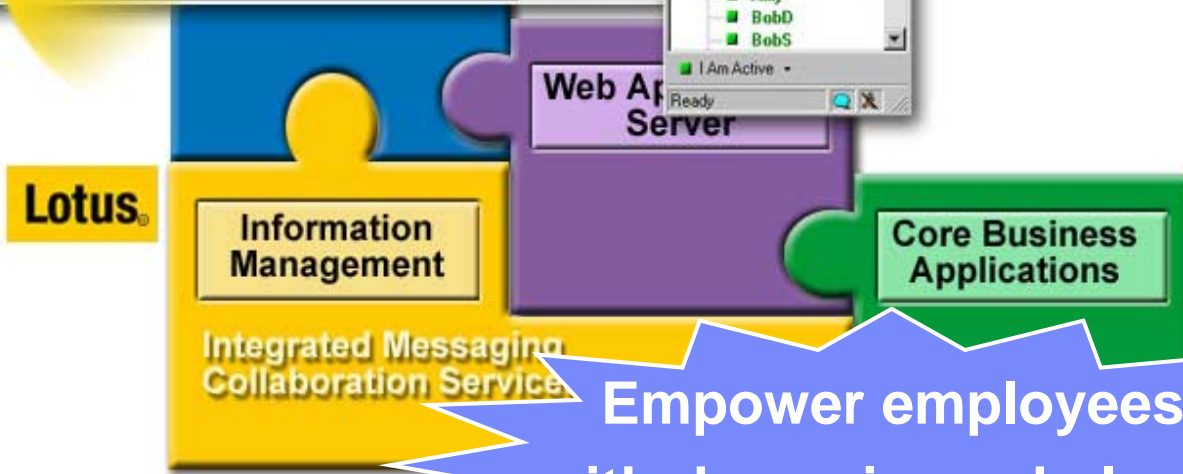 BobD
BobS
I Am Active
Ready
Web
Server
Lotus®
Information
Management
Core Business
Applications
Integrated Messaging
Collaboration Service
Empower employees